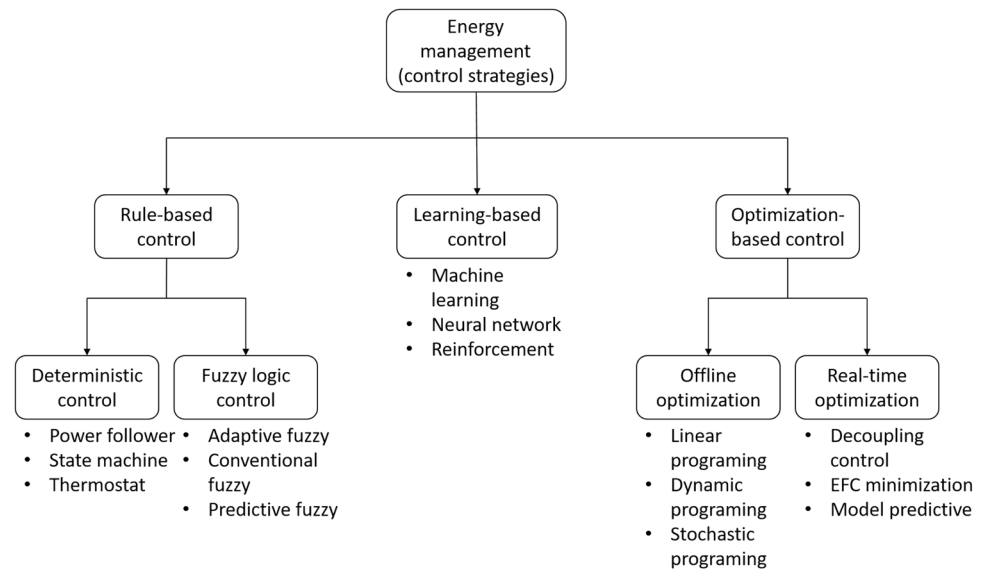 Energy
management
(control strategies)
Rule-based
control
Learning-based
control
Optimization-
based control
• Machine
learning
• Neural network
• Reinforcement
Deterministic
control
Fuzzy logic
control
Offline
optimization
Real-time
optimization
• Power follower
• State machine
• Thermostat
• Adaptive fuzzy
• Conventional
fuzzy
• Predictive fuzzy
• Linear
programing
• Dynamic
programing
• Stochastic
programing
• Decoupling
control
• EFC minimization
• Model predictive